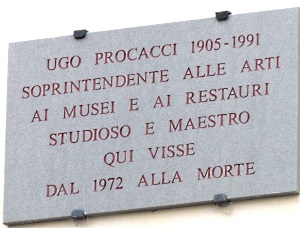 UGO PROCACCI 1905-1991
SOPRINTENDENTE ALLE ARTI
AI MUSEI E AI RESTAURI
STUDIOSO E MAESTRO
QUI VISSE
DAL 1972 ALLA MORTE